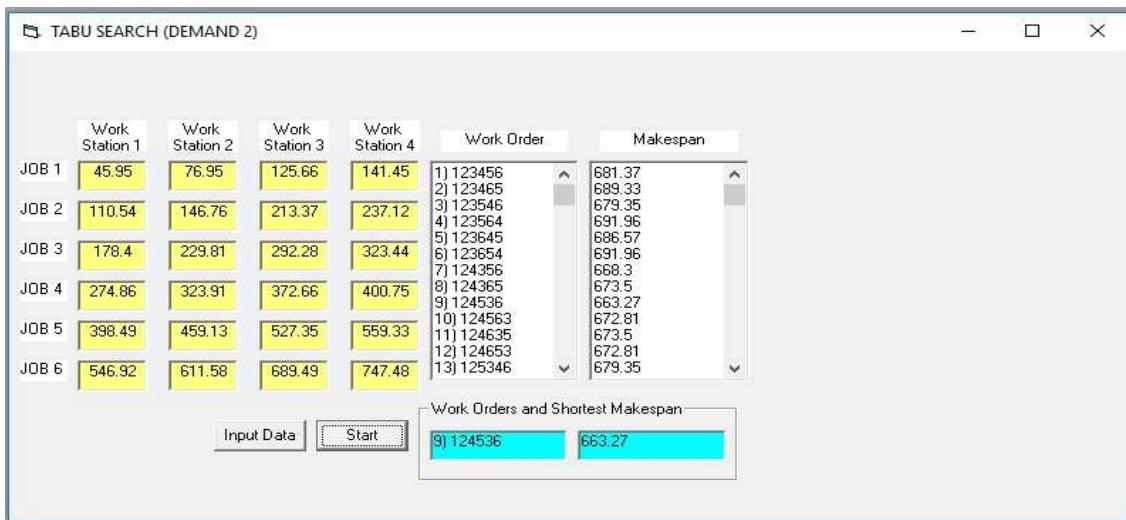 TABU SEARCH (DEMAND 2)
Work Station 1 Work Station 2 Work Station 3 Work Station 4 Work Order Makespan
JOB 1 45.95 76.95 125.66 141.45
JOB 2 110.54 146.76 213.37 237.12
JOB 3 178.4 229.81 292.28 323.44
JOB 4 274.86 323.91 372.66 400.75
JOB 5 398.49 459.13 527.35 559.33
JOB 6 546.92 611.58 689.49 747.48
1) 123456 681.37
2) 123465 689.33
3) 123546 679.35
4) 123564 691.96
5) 123645 686.57
6) 123654 691.96
7) 124356 668.3
8) 124365 673.5
9) 124536 663.27
10) 124563 672.81
11) 124635 673.5
12) 124653 672.81
13) 125346 679.35
Input Data Start
Work Orders and Shortest Makespan
9) 124536 663.27